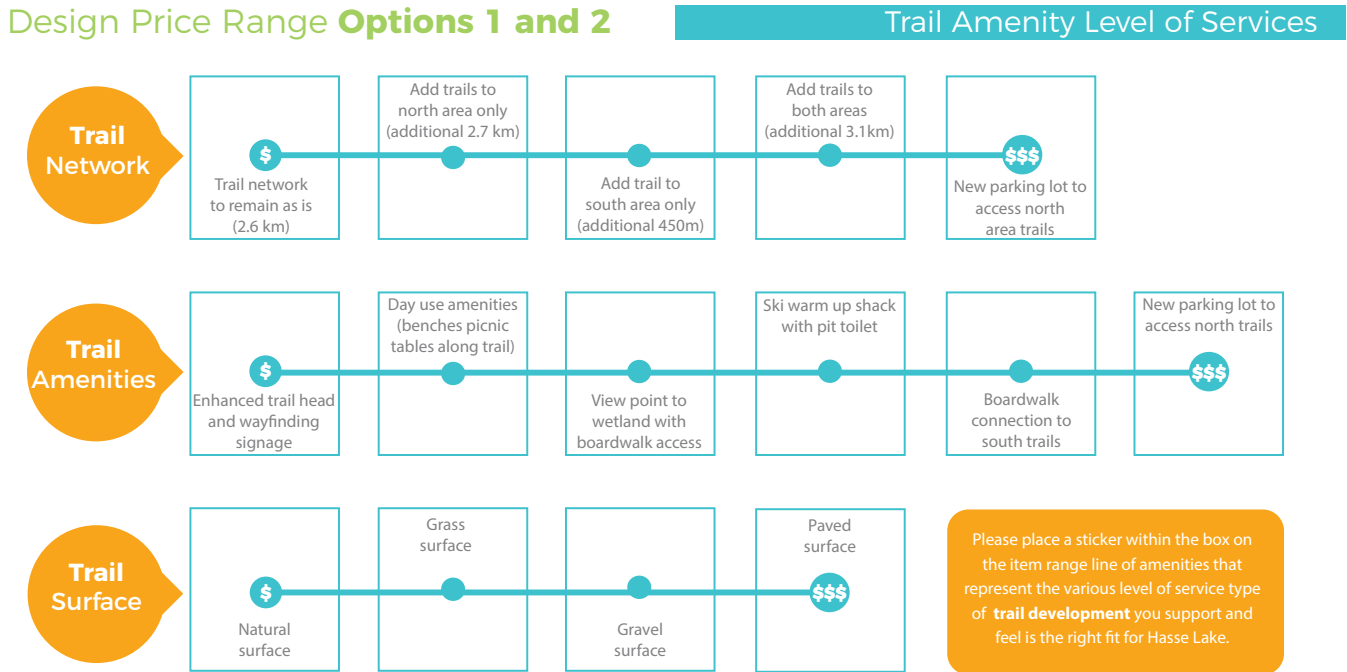 Design Price Range Options 1 and 2
Trail Amenity Level of Services
Trail
Network
$
Trail network
to remain as is
(2.6 km)
Add trails to
north area only
(additional 2.7 km)
Add trail to
south area only
(additional 450m)
Add trails to
both areas
(additional 3.1km)
$$$
New parking lot to
access north
area trails
Trail
Amenities
$
Enhanced trail head
and wayfinding
signage
Day use amenities
(benches picnic
tables along trail)
View point to
wetland with
boardwalk access
Ski warm up shack
with pit toilet
Boardwalk
connection to
south trails
New parking lot to
access north trails
$$$
Trail
Surface
$
Natural
surface
Grass
surface
Gravel
surface
Paved
surface
$$$
Please place a sticker within the box on
the item range line of amenities that
represent the various level of service type
of trail development you support and
feel is the right fit for Hasse Lake.